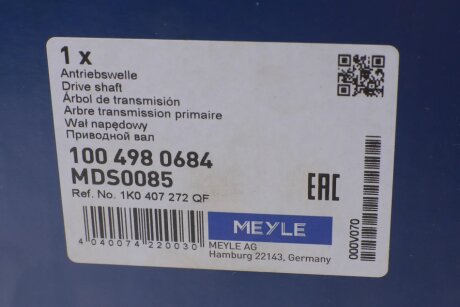 1 x
Antriebswelle
Drive shaft
Árbol de transmisión
Arbre transmission primaire
Wał napędowy
Приводной вал
100 498 0684
MDS0085
Ref. No. 1K0 407 272 QF
EAC
MEYLE
4 040074 220030
MEYLE AG
Hamburg 22143, Germany
000V070